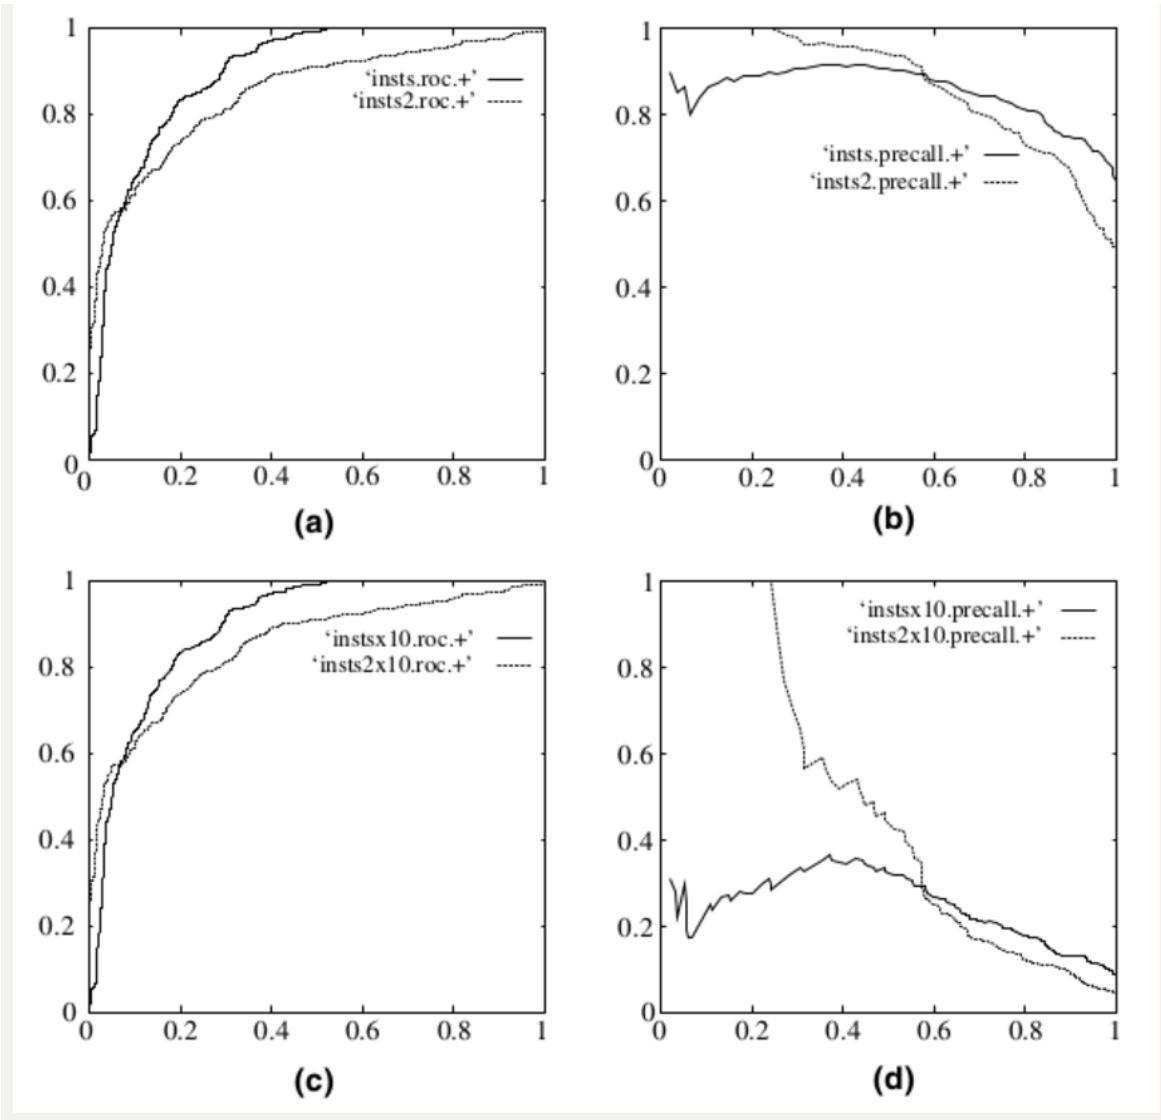 1
'insts.roc.+'
'insts2.roc.+'
0.8
0.6
0.4
0.2
0
0 0.2 0.4 0.6 0.8 1
(a)
1
0.8
'insts.precall.+'
'insts2.precall.+'
0.6
0.4
0.2
0
0 0.2 0.4 0.6 0.8 1
(b)
1
'instsx10.roc.+'
'insts2x10.roc.+'
0.8
0.6
0.4
0.2
0
0 0.2 0.4 0.6 0.8 1
(c)
1
'instsx10.precall.+'
'insts2x10.precall.+'
0.8
0.6
0.4
0.2
0
0 0.2 0.4 0.6 0.8 1
(d)